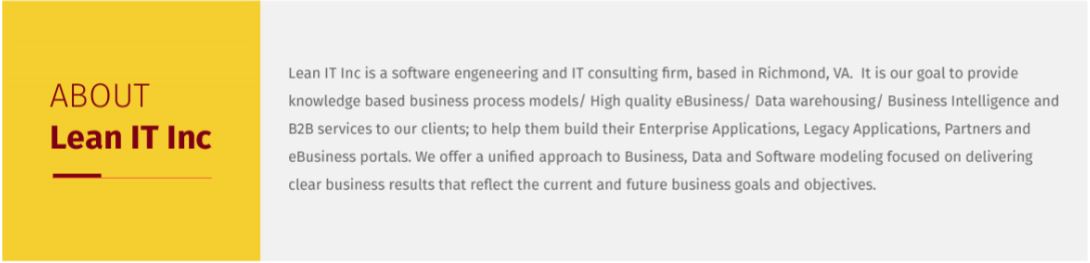 ABOUT
Lean IT Inc
Lean IT Inc is a software engeneering and IT consulting firm, based in Richmond, VA.  It is our goal to provide
knowledge based business process models/ High quality eBusiness/ Data warehousing/ Business Intelligence and
B2B services to our clients; to help them build their Enterprise Applications, Legacy Applications, Partners and
eBusiness portals. We offer a unified approach to Business, Data and Software modeling focused on delivering
clear business results that reflect the current and future business goals and objectives.